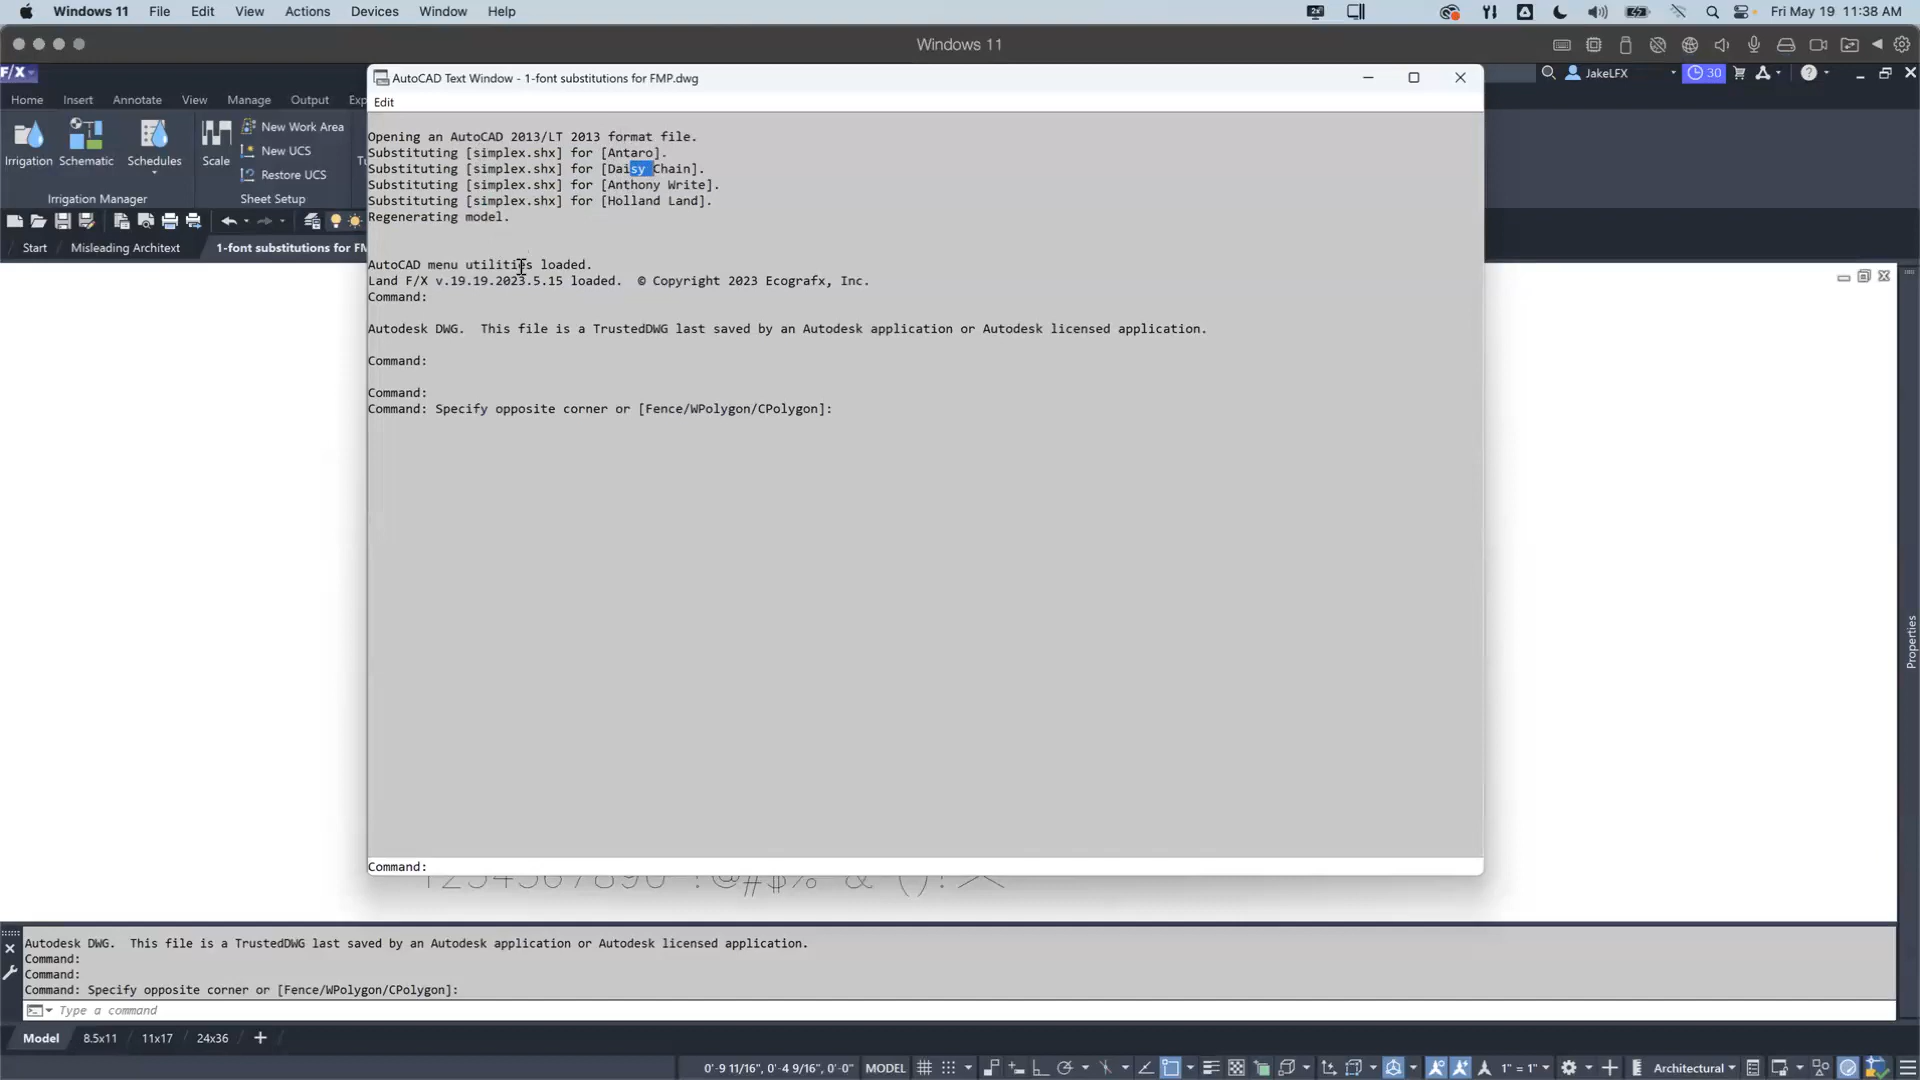 Windows 11 File Edit View Actions Devices Window Help Fri May 19 11:38 AM
Windows 11
F/X AutoCAD Text Window - 1-font substitutions for FMP.dwg JakeLFX 30
Home Insert Annotate View Manage Output Exp Edit
New Work Area
New UCS
Irrigation Schematic Schedules Scale
Restore UCS
Irrigation Manager Sheet Setup
Start Misleading Architext 1-font substitutions for FM
Opening an AutoCAD 2013/LT 2013 format file.
Substituting [simplex.shx] for [Antaro].
Substituting [simplex.shx] for [Daisy Chain].
Substituting [simplex.shx] for [Anthony Write].
Substituting [simplex.shx] for [Holland Land].
Regenerating model.
AutoCAD menu utilities loaded.
Land F/X v.19.19.2023.5.15 loaded. © Copyright 2023 Ecografx, Inc.
Command:
Autodesk DWG. This file is a TrustedDWG last saved by an Autodesk application or Autodesk licensed application.
Command:
Command:
Command: Specify opposite corner or [Fence/WPolygon/CPolygon]:
Command:
Properties
Autodesk DWG. This file is a TrustedDWG last saved by an Autodesk application or Autodesk licensed application.
Command:
Command:
Command: Specify opposite corner or [Fence/WPolygon/CPolygon]:
Type a command
Model 8.5x11 11x17 24x36 +
0'-9 11/16", 0'-4 9/16", 0'-0" MODEL 1" = 1" Architectural